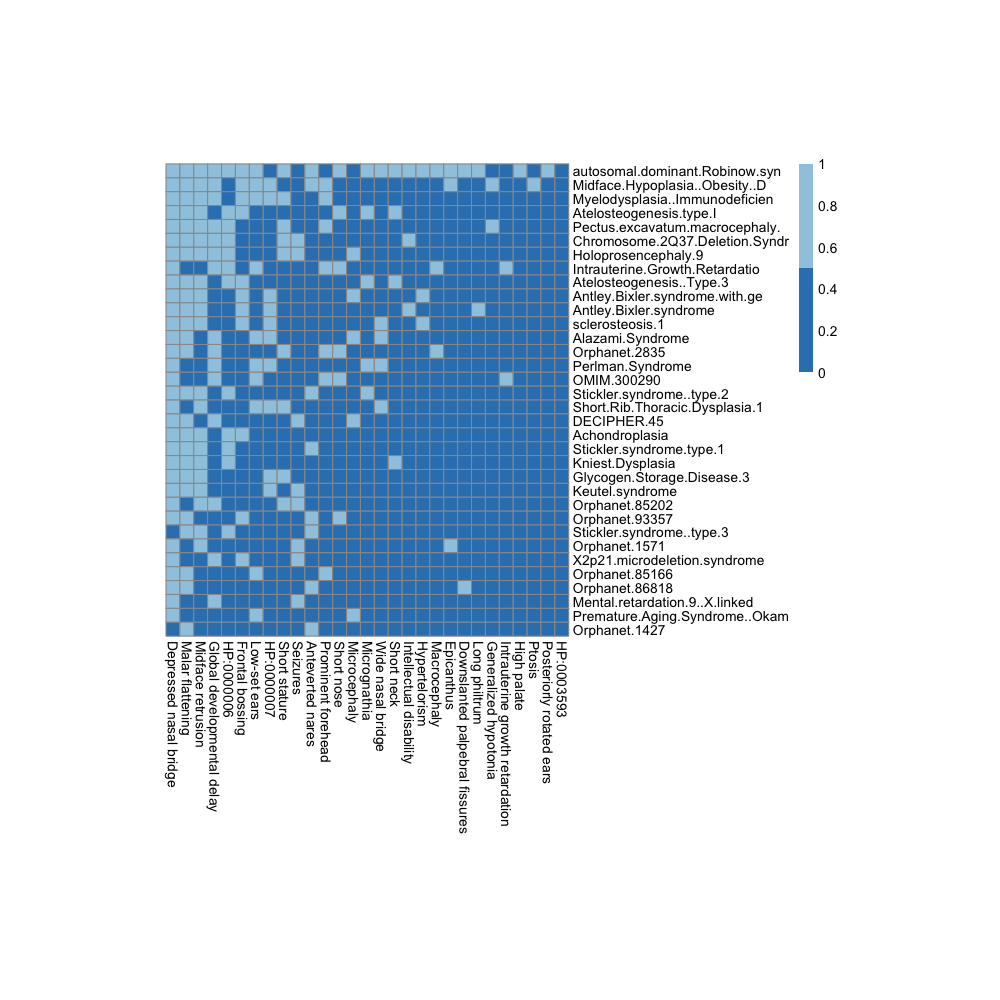 autosomal.dominant.Robinow.syn
Midface.Hypoplasia..Obesity..D
Myelodysplasia..Immunodeficien
Atelosteogenesis.type.I
Pectus.excavatum.macrocephaly.
Chromosome.2Q37.Deletion.Syndr
Holoprosencephaly.9
Intrauterine.Growth.Retardatio
Atelosteogenesis..Type.3
Antley.Bixler.syndrome.with.ge
Antley.Bixler.syndrome
sclerosteosis.1
Alazami.Syndrome
Orphanet.2835
Perlman.Syndrome
OMIM.300290
Stickler.syndrome..type.2
Short.Rib.Thoracic.Dysplasia.1
DECIPHER.45
Achondroplasia
Stickler.syndrome.type.1
Kniest.Dysplasia
Glycogen.Storage.Disease.3
Keutel.syndrome
Orphanet.85202
Orphanet.93357
Stickler.syndrome..type.3
Orphanet.1571
X2p21.microdeletion.syndrome
Orphanet.85166
Orphanet.86818
Mental.retardation.9..X.linked
Premature.Aging.Syndrome..Okam
Orphanet.1427
1
0.8
0.6
0.4
0.2
0
Depressed nasal bridge
Malar flattening
Midface retrusion
Global developmental delay
HP:0000006
Frontal bossing
Low-set ears
HP:0000007
Short stature
Seizures
Anteverted nares
Prominent forehead
Short nose
Microcephaly
Micrognathia
Wide nasal bridge
Short neck
Intellectual disability
Hypertelorism
Macrocephaly
Epicanthus
Downslanted palpebral fissures
Long philtrum
Generalized hypotonia
Intrauterine growth retardation
High palate
Ptosis
Posteriorly rotated ears
HP:0003593